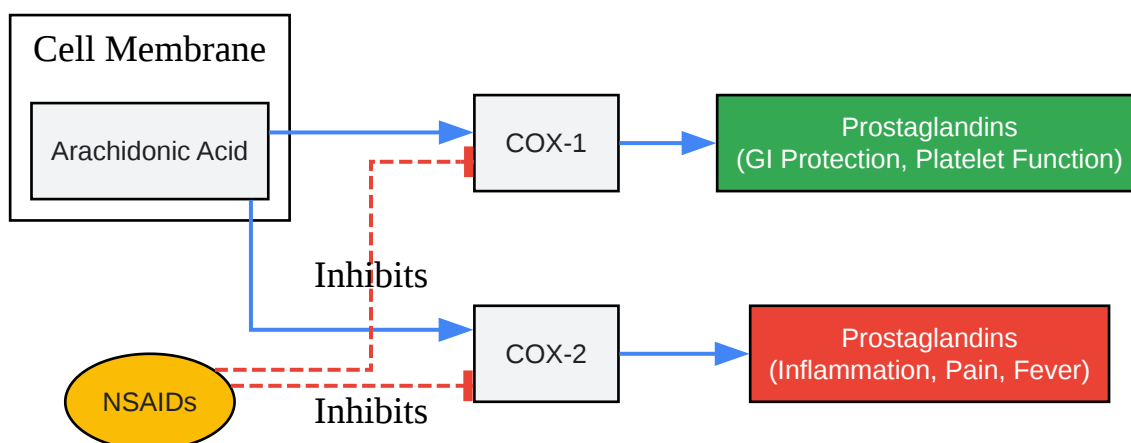 Cell Membrane
Arachidonic Acid
COX-1
Prostaglandins
(GI Protection, Platelet Function)
Inhibits
COX-2
Prostaglandins
(Inflammation, Pain, Fever)
NSAIDs
Inhibits